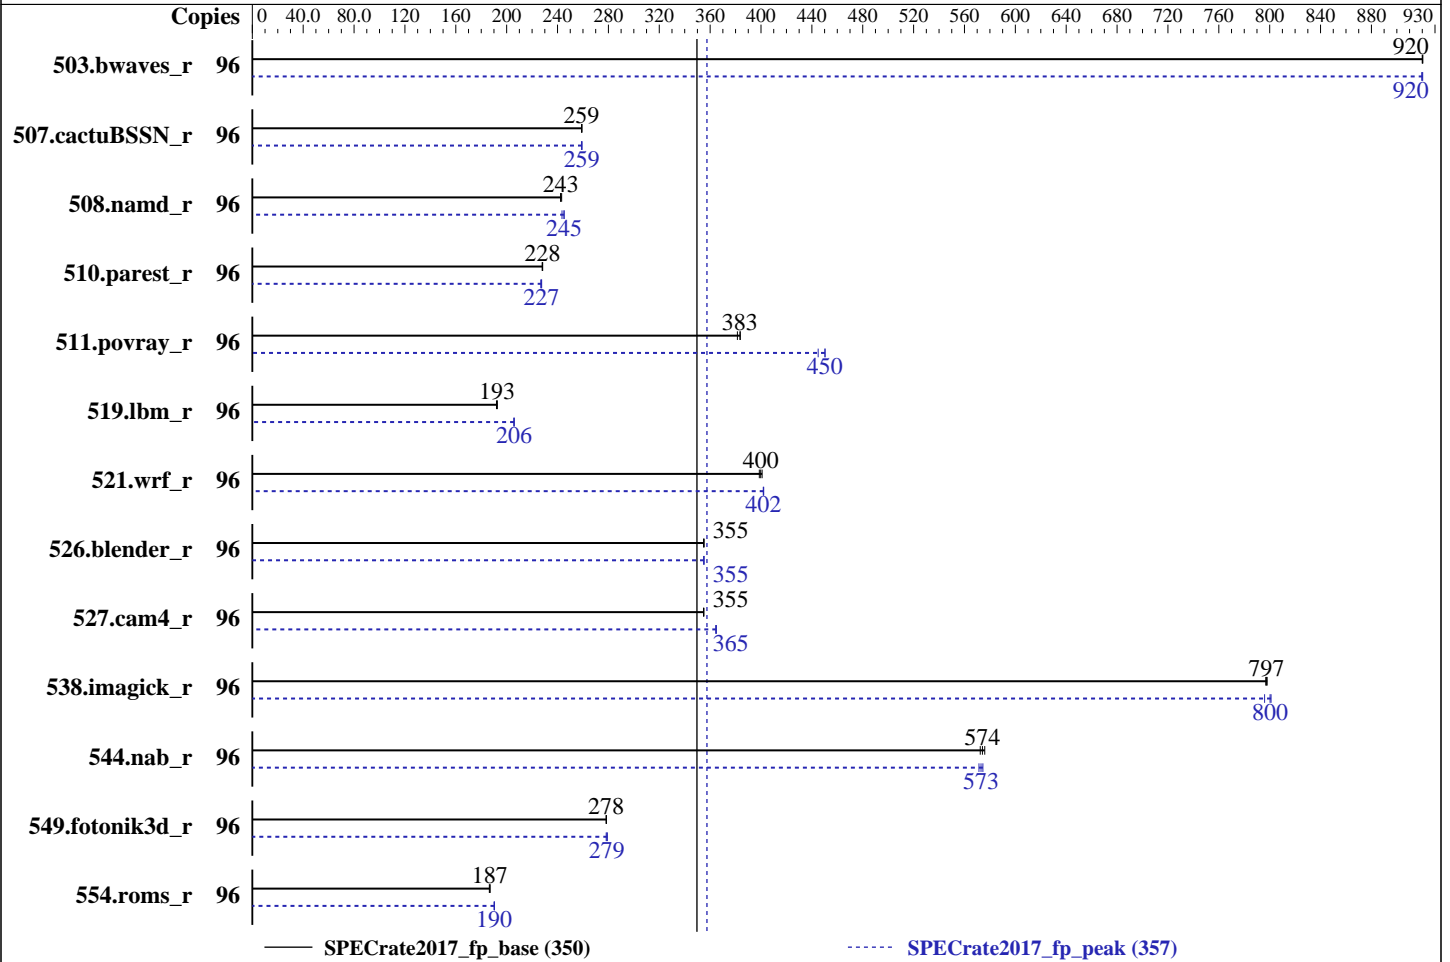 Copies 0 40.0 80.0 120 160 200 240 280 320 360 400 440 480 520 560 600 640 680 720 760 800 840 880 930
920
503.bwaves_r 96
920
259
507.cactuBSSN_r 96
259
243
508.namd_r 96
245
228
510.parest_r 96
227
383
511.povray_r 96
450
193
519.lbm_r 96
206
400
521.wrf_r 96
402
355
526.blender_r 96
355
355
527.cam4_r 96
365
797
538.imagick_r 96
800
574
544.nab_r 96
573
278
549.fotonik3d_r 96
279
187
554.roms_r 96
190
SPECrate2017_fp_base (350) SPECrate2017_fp_peak (357)